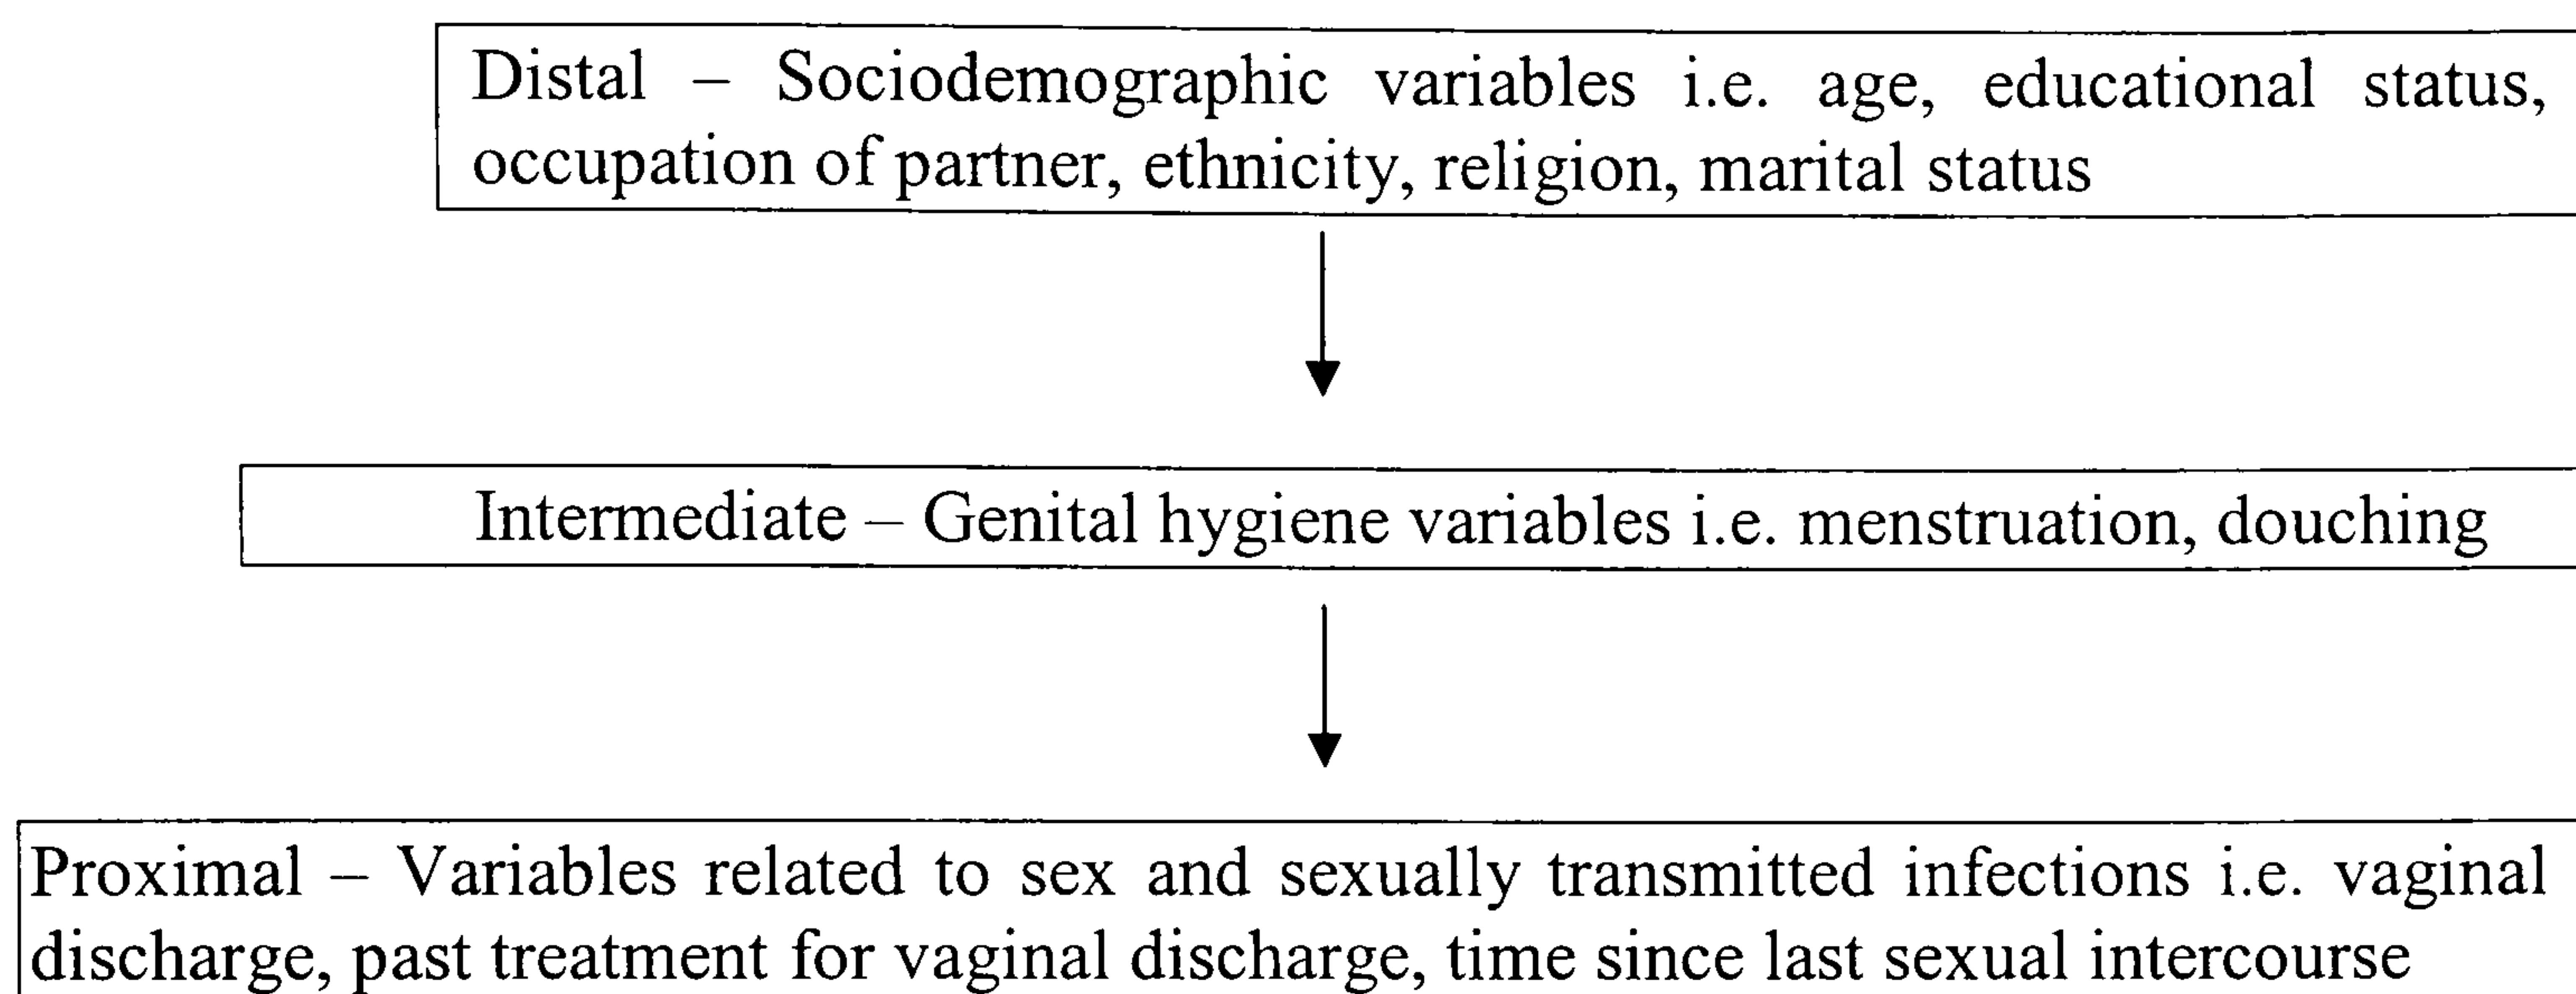 Distal – Sociodemographic variables i.e. age, educational status,
occupation of partner, ethnicity, religion, marital status
Intermediate – Genital hygiene variables i.e. menstruation, douching
Proximal – Variables related to sex and sexually transmitted infections i.e. vaginal
discharge, past treatment for vaginal discharge, time since last sexual intercourse